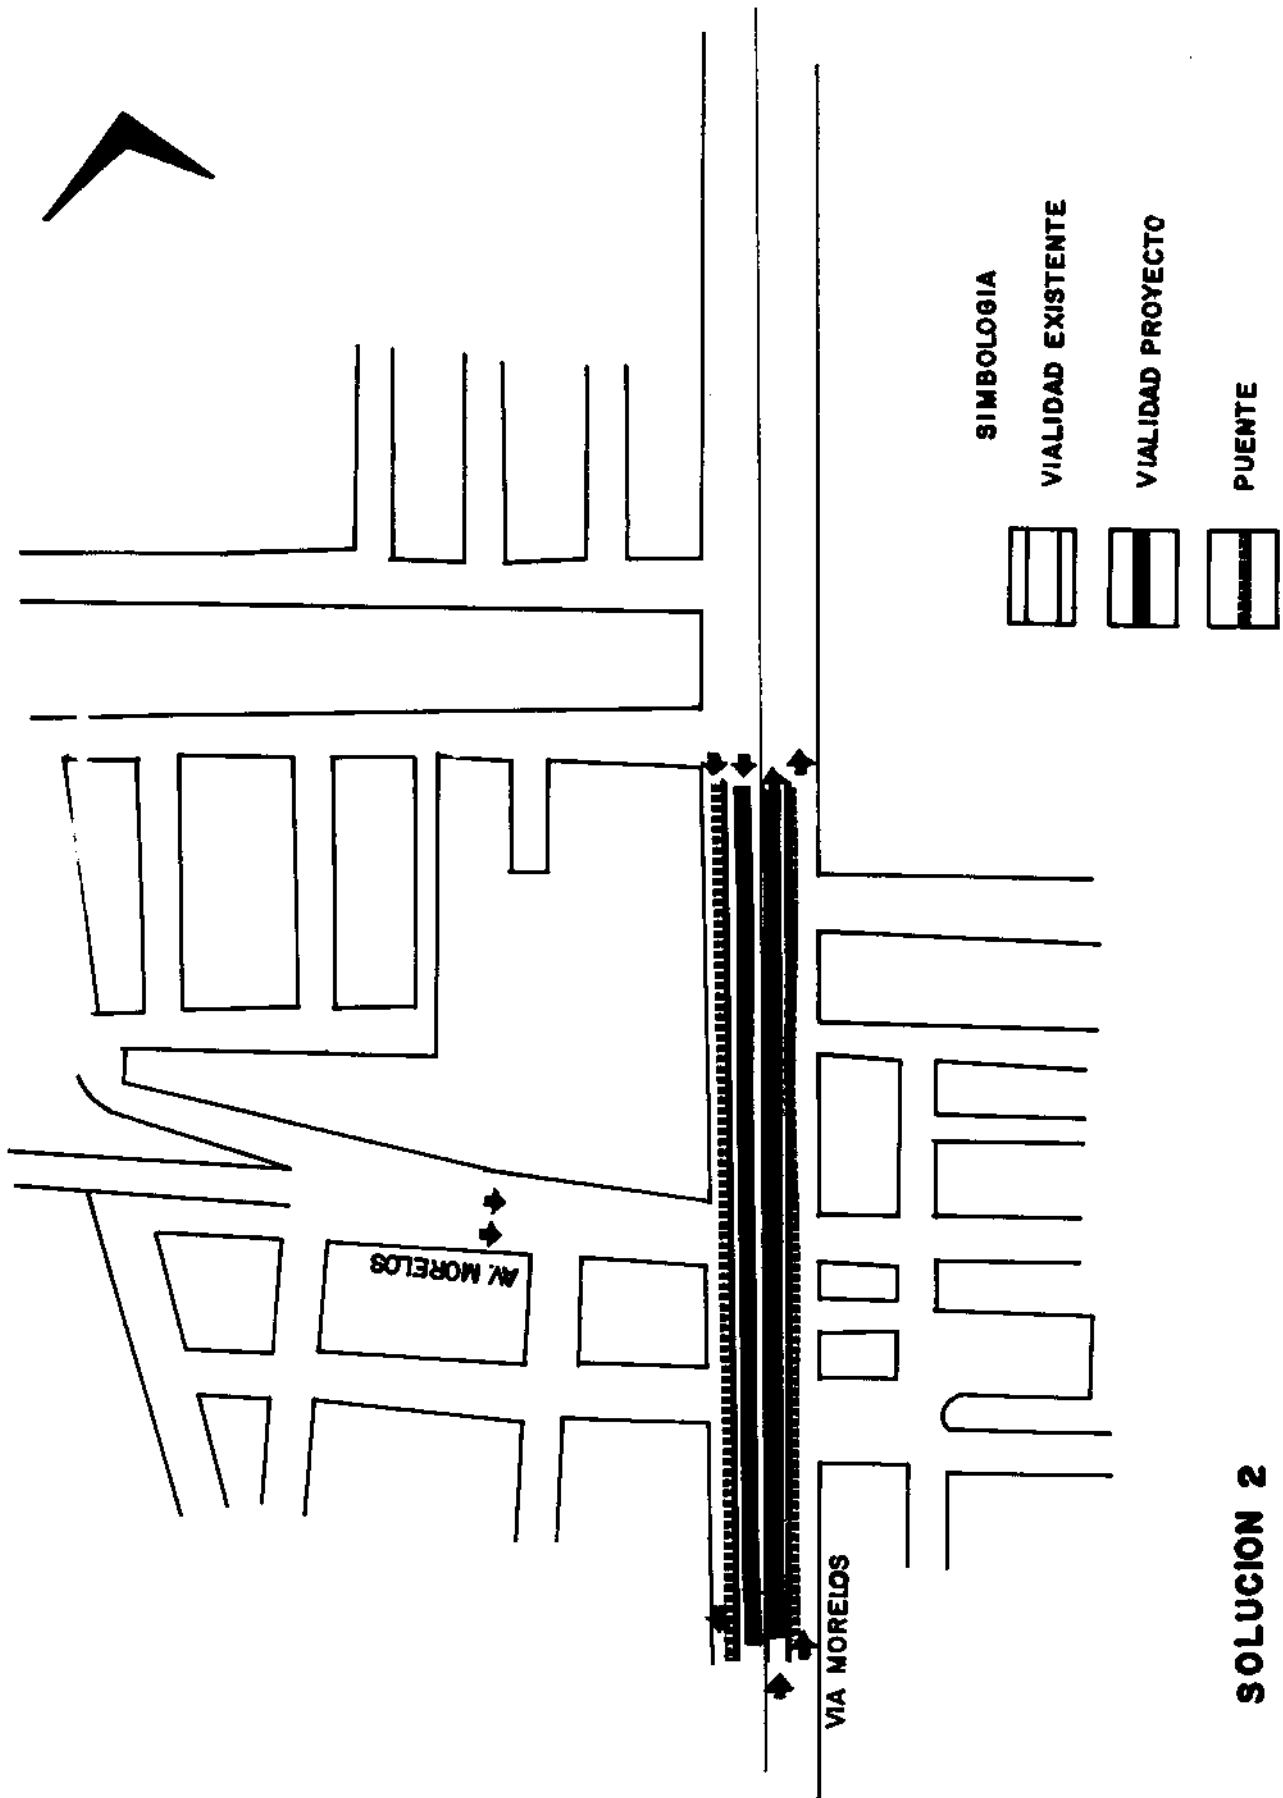 SIMBOLOGIA
VIALIDAD EXISTENTE
VIALIDAD PROYECTO
PUENTE
AV. MORELOS
VIA MORELOS
SOLUCION 2